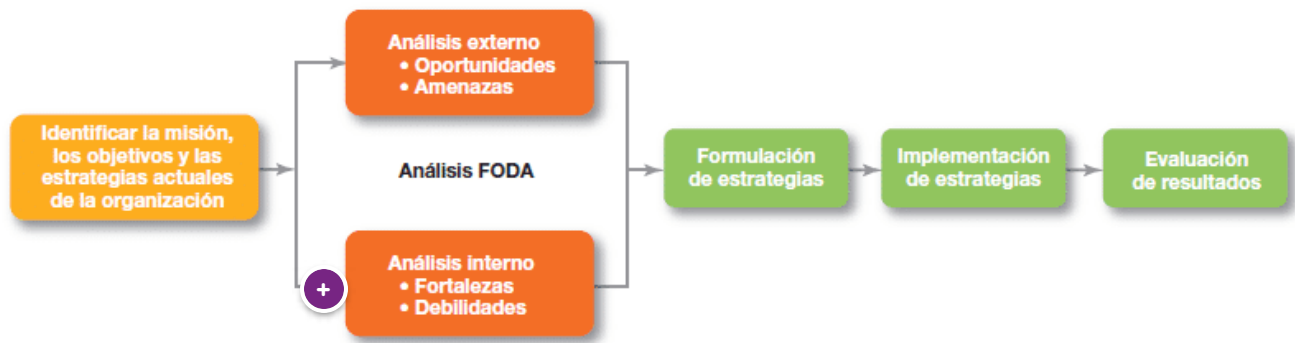 Identificar la misión,
los objetivos y las
estrategias actuales
de la organización
Análisis externo
• Oportunidades
• Amenazas
Análisis FODA
+
Análisis interno
• Fortalezas
• Debilidades
Formulación
de estrategias
Implementación
de estrategias
Evaluación
de resultados